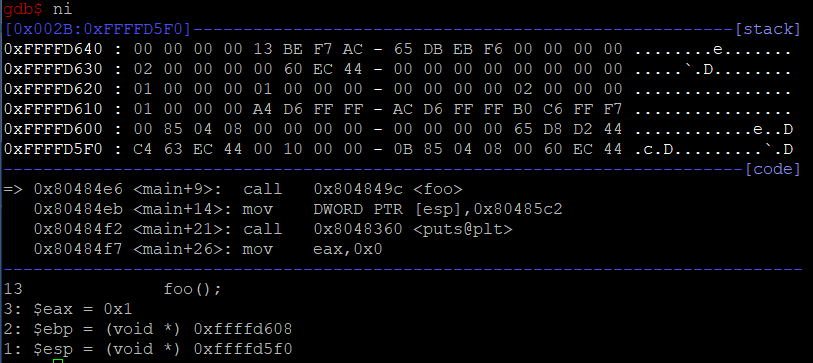 gdb$ ni
[0x002B:0xFFFFD5F0]------------------------------------------------------[stack]
0xFFFFD640 : 00 00 00 00 13 BE F7 AC - 65 DB EB F6 00 00 00 00 ........e.......
0xFFFFD630 : 02 00 00 00 00 60 EC 44 - 00 00 00 00 00 00 00 00 .....`.D........
0xFFFFD620 : 01 00 00 00 01 00 00 00 - 00 00 00 00 02 00 00 00 ................
0xFFFFD610 : 01 00 00 00 A4 D6 FF FF - AC D6 FF FF B0 C6 FF F7 ................
0xFFFFD600 : 00 85 04 08 00 00 00 00 - 00 00 00 00 65 D8 D2 44 ............e..D
0xFFFFD5F0 : C4 63 EC 44 00 10 00 00 - 0B 85 04 08 00 60 EC 44 .c.D.........`.D
--------------------------------------------------------------------------[code]
=> 0x80484e6 <main+9>:  call   0x804849c <foo>
   0x80484eb <main+14>: mov    DWORD PTR [esp],0x80485c2
   0x80484f2 <main+21>: call   0x8048360 <puts@plt>
   0x80484f7 <main+26>: mov    eax,0x0
--------------------------------------------------------------------------------
13              foo();
3: $eax = 0x1
2: $ebp = (void *) 0xffffd608
1: $esp = (void *) 0xffffd5f0